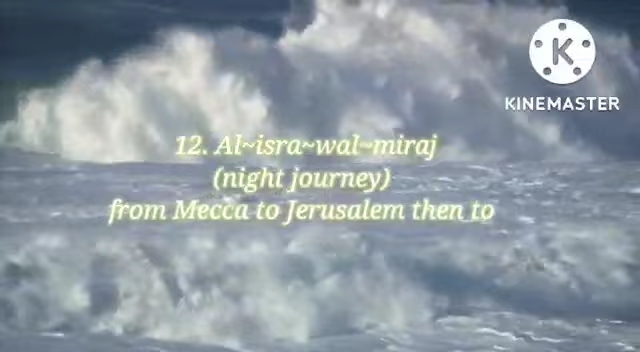 KINEMASTER
12. Al~isra~wal~miraj
(night journey)
from Mecca to Jerusalem then to